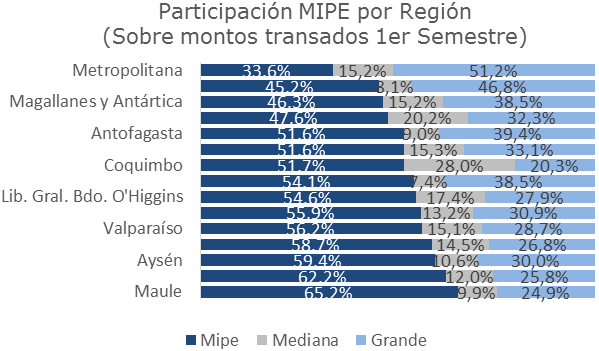 Participación MIPE por Región
(Sobre montos transados 1er Semestre)
Metropolitana 33.6% 15,2% 51,2%
45.2% 8,1% 46,8%
Magallanes y Antártica 46.3% 15,2% 38,5%
47.6% 20,2% 32,3%
Antofagasta 51.6% 9,0% 39,4%
51.6% 15,3% 33,1%
Coquimbo 51.7% 28,0% 20,3%
54.1% 7,4% 38,5%
Lib. Gral. Bdo. O'Higgins 54.6% 17,4% 27,9%
55.9% 13,2% 30,9%
Valparaíso 56.2% 15,1% 28,7%
58.7% 14,5% 26,8%
Aysén 59.4% 10,6% 30,0%
62.2% 12,0% 25,8%
Maule 65.2% 9,9% 24,9%
Mipe Mediana Grande